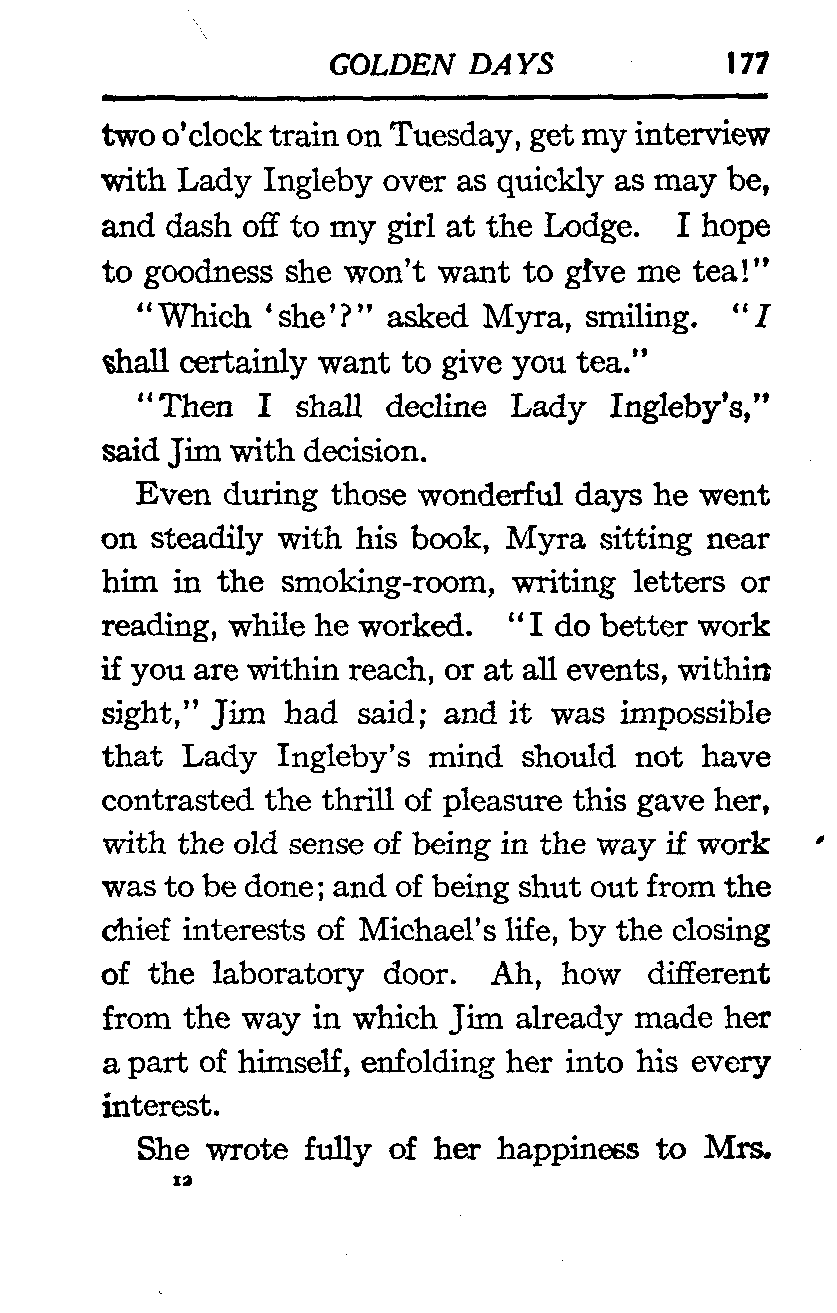 GOLDEN DAYS 177
two o'clock train on Tuesday, get my interview
with Lady Ingleby over as quickly as may be,
and dash off to my girl at the Lodge. I hope
to goodness she won't want to give me tea!"
"Which 'she'?" asked Myra, smiling. "I
shall certainly want to give you tea."
"Then I shall decline Lady Ingleby's,"
said Jim with decision.
Even during those wonderful days he went
on steadily with his book, Myra sitting near
him in the smoking-room, writing letters or
reading, while he worked. "I do better work
if you are within reach, or at all events, within
sight," Jim had said; and it was impossible
that Lady Ingleby's mind should not have
contrasted the thrill of pleasure this gave her,
with the old sense of being in the way if work
was to be done; and of being shut out from the
chief interests of Michael's life, by the closing
of the laboratory door. Ah, how different
from the way in which Jim already made her
a part of himself, enfolding her into his every
interest.
She wrote fully of her happiness to Mrs.
12